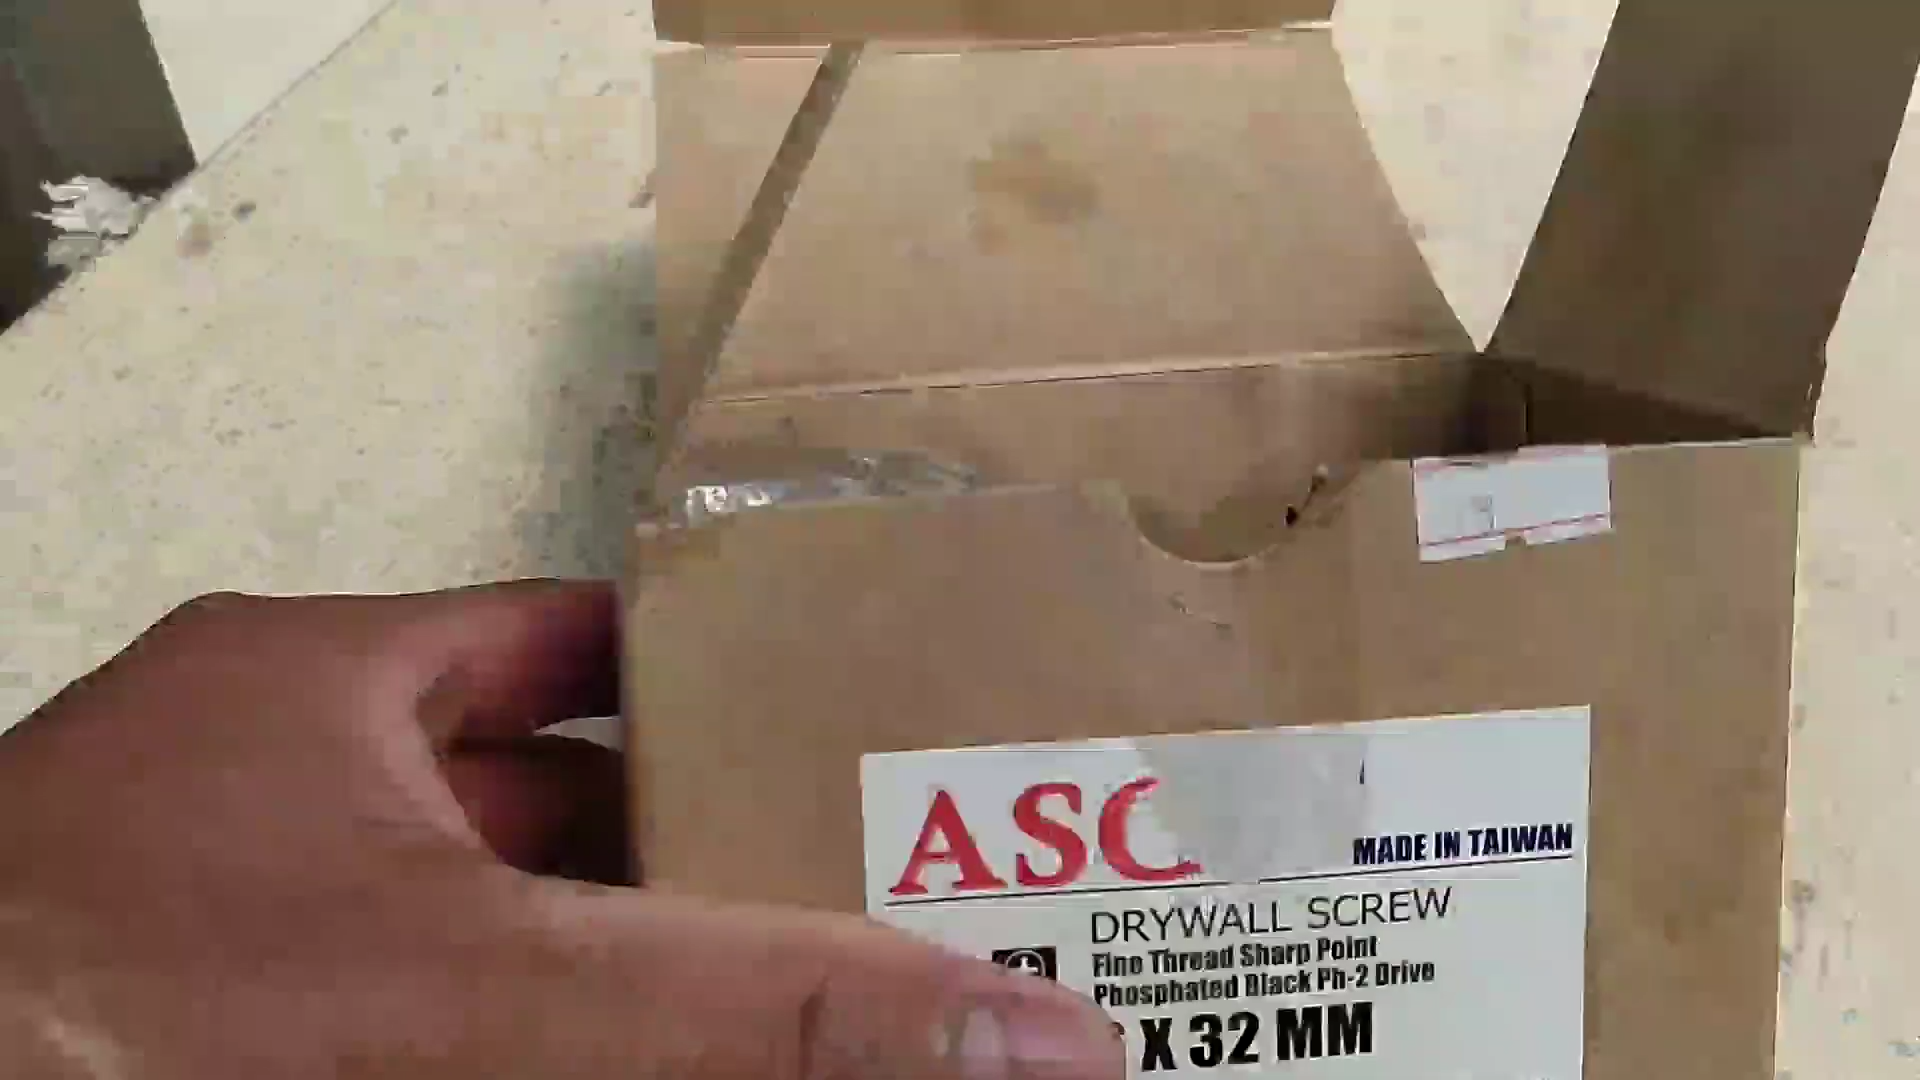 ASC
MADE IN TAIWAN
DRYWALL SCREW
Fine Thread Sharp Point
Phosphated Black Ph-2 Drive
X 32 MM